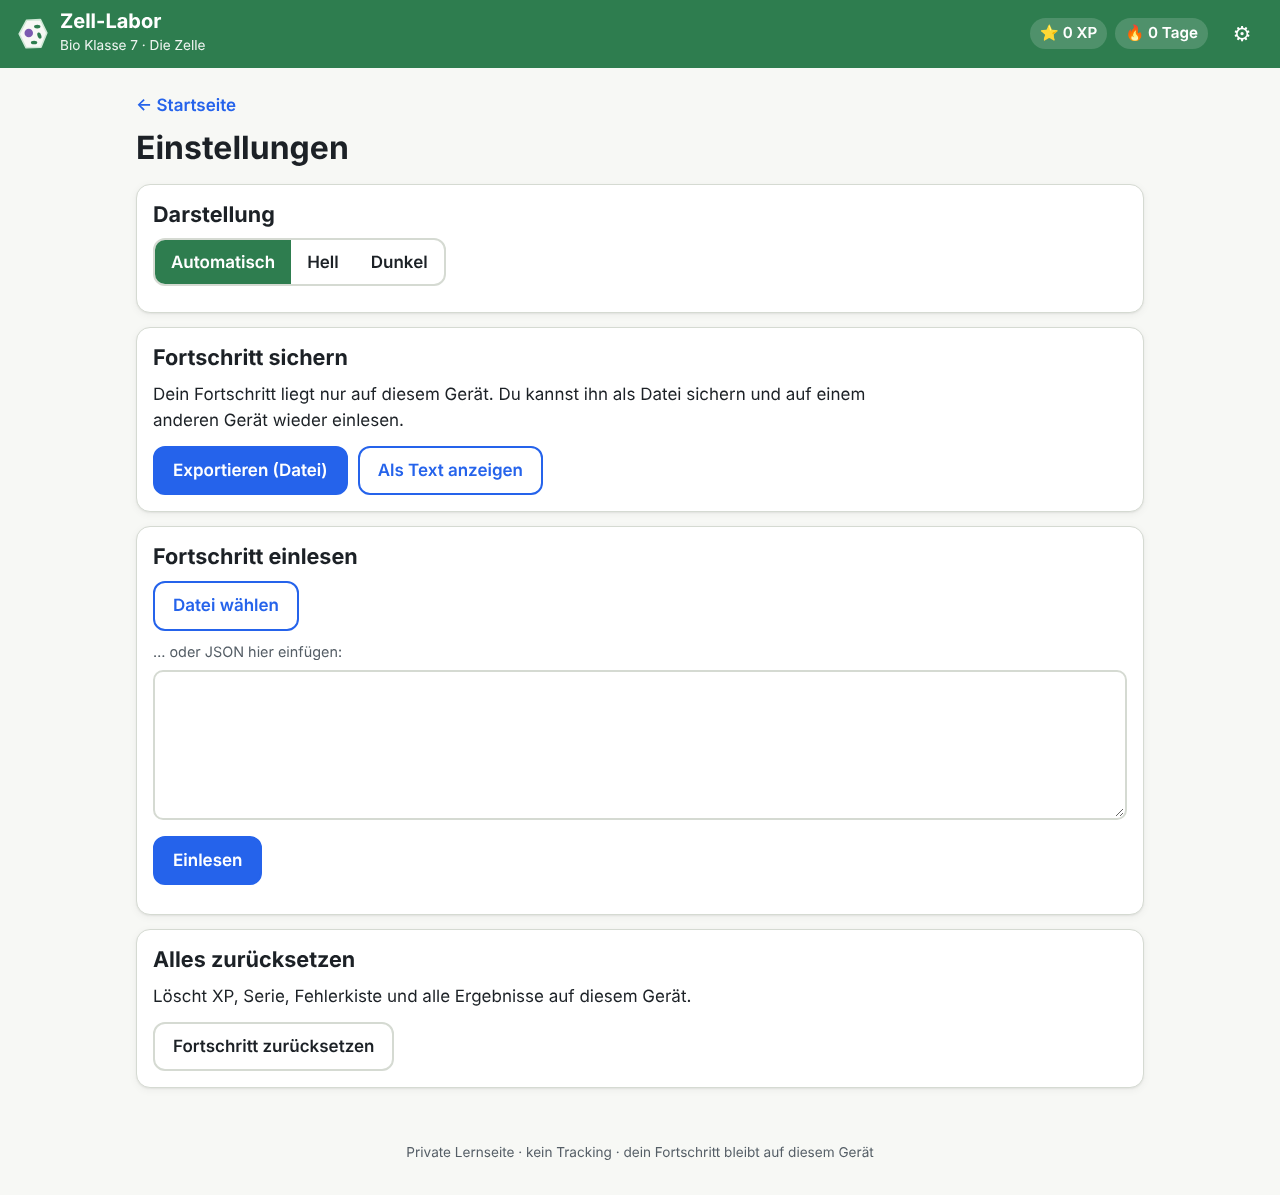 Zell-Labor
Bio Klasse 7 · Die Zelle
⭐ 0 XP
🔥 0 Tage
← Startseite
Einstellungen
Darstellung
Automatisch
Hell
Dunkel
Fortschritt sichern
Dein Fortschritt liegt nur auf diesem Gerät. Du kannst ihn als Datei sichern und auf einem
anderen Gerät wieder einlesen.
Exportieren (Datei)
Als Text anzeigen
Fortschritt einlesen
Datei wählen
... oder JSON hier einfügen:
Einlesen
Alles zurücksetzen
Löscht XP, Serie, Fehlerkiste und alle Ergebnisse auf diesem Gerät.
Fortschritt zurücksetzen
Private Lernseite · kein Tracking · dein Fortschritt bleibt auf diesem Gerät